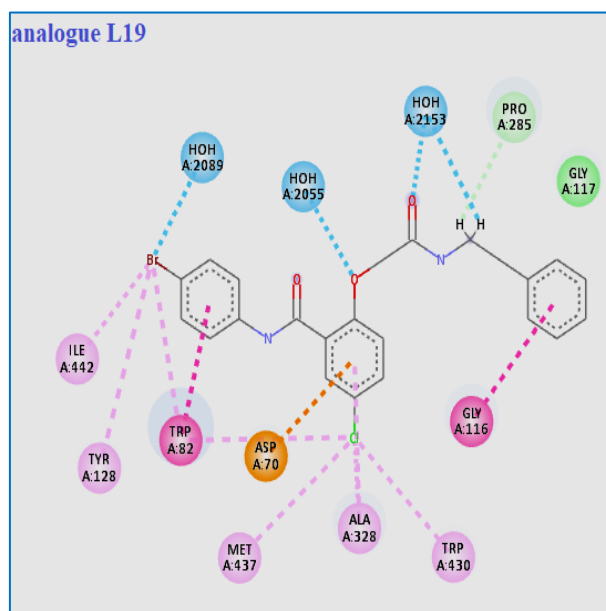 analogue L19
HOH
A:2153
PRO
A:285
HOH
A:2089
GLY
A:117
HOH
A:2055
O
H H
Br
O
O
N
N
ILE
442
TYR
128
TRP
A:82
ASP
A:70
Cl
GLY
A:116
MET
A:437
ALA
A:328
TRP
A:430